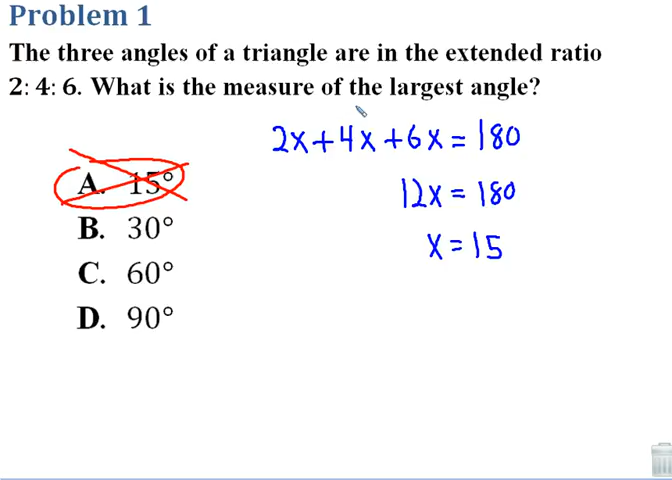 Problem 1
The three angles of a triangle are in the extended ratio
2: 4: 6. What is the measure of the largest angle?
2x+4x+6x=180
12x=180
x=15
A. 15°
B. 30°
C. 60°
D. 90°